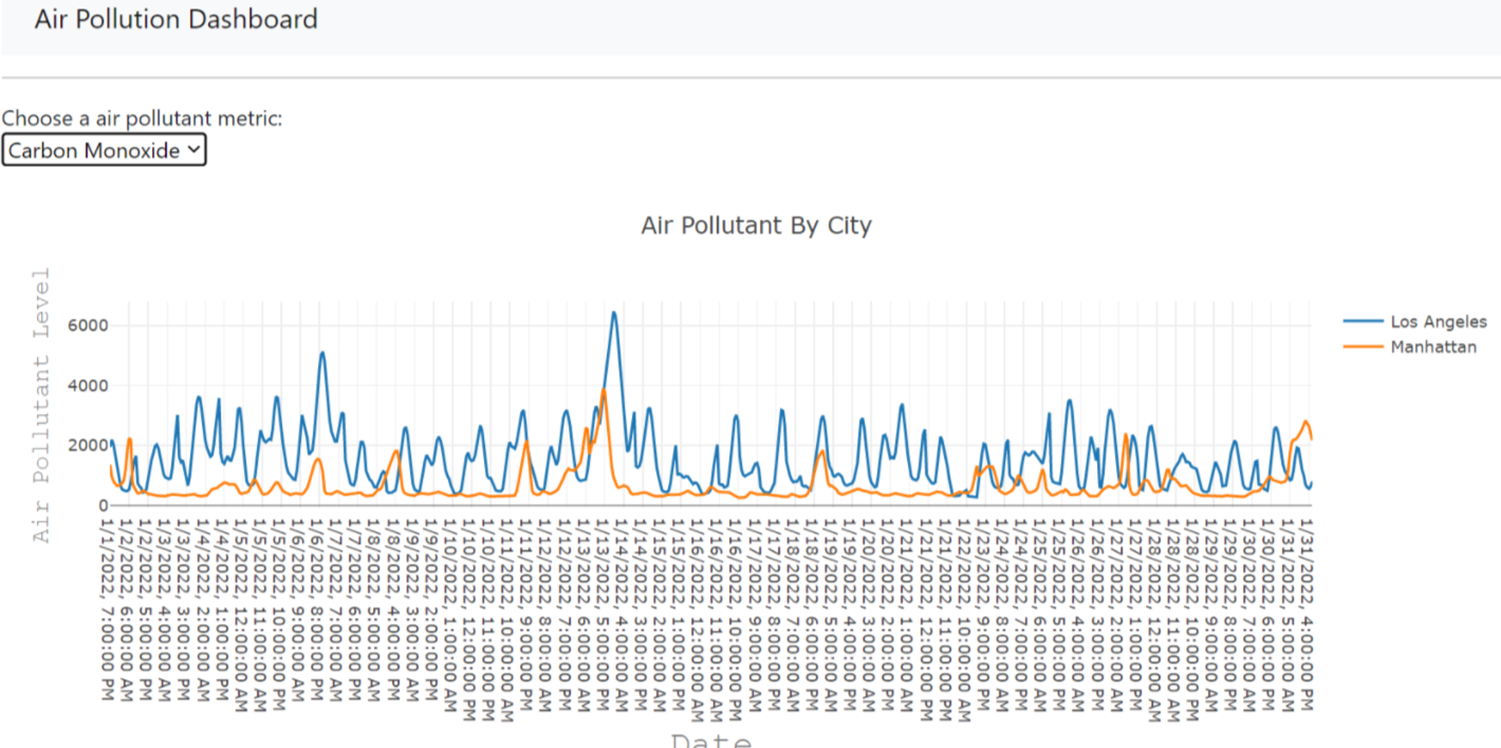 Air Pollution Dashboard
Choose a air pollutant metric:
Carbon Monoxide
Air Pollutant By City
Air Pollutant Level
6000
4000
2000
0
Los Angeles
Manhattan
1/1/2022, 7:00:00 PM
1/2/2022, 6:00:00 AM
1/2/2022, 5:00:00 PM
1/3/2022, 4:00:00 AM
1/3/2022, 3:00:00 PM
1/4/2022, 2:00:00 AM
1/4/2022, 1:00:00 PM
1/5/2022, 12:00:00 AM
1/5/2022, 11:00:00 AM
1/5/2022, 10:00:00 PM
1/6/2022, 9:00:00 AM
1/6/2022, 8:00:00 PM
1/7/2022, 7:00:00 AM
1/7/2022, 6:00:00 PM
1/8/2022, 5:00:00 AM
1/8/2022, 4:00:00 PM
1/9/2022, 3:00:00 AM
1/9/2022, 2:00:00 PM
1/10/2022, 1:00:00 AM
1/10/2022, 12:00:00 PM
1/10/2022, 11:00:00 PM
1/11/2022, 10:00:00 AM
1/11/2022, 9:00:00 PM
1/12/2022, 8:00:00 AM
1/12/2022, 7:00:00 PM
1/13/2022, 6:00:00 AM
1/13/2022, 5:00:00 PM
1/14/2022, 4:00:00 AM
1/14/2022, 3:00:00 PM
1/15/2022, 2:00:00 AM
1/15/2022, 1:00:00 PM
1/16/2022, 12:00:00 AM
1/16/2022, 11:00:00 AM
1/16/2022, 10:00:00 PM
1/17/2022, 9:00:00 AM
1/17/2022, 8:00:00 PM
1/18/2022, 7:00:00 AM
1/18/2022, 6:00:00 PM
1/19/2022, 5:00:00 AM
1/19/2022, 4:00:00 PM
1/20/2022, 3:00:00 AM
1/20/2022, 2:00:00 PM
1/21/2022, 1:00:00 AM
1/21/2022, 12:00:00 PM
1/21/2022, 11:00:00 PM
1/22/2022, 10:00:00 AM
1/23/2022, 9:00:00 PM
1/24/2022, 8:00:00 AM
1/24/2022, 7:00:00 PM
1/25/2022, 6:00:00 AM
1/25/2022, 5:00:00 PM
1/26/2022, 4:00:00 AM
1/26/2022, 3:00:00 PM
1/27/2022, 2:00:00 AM
1/27/2022, 1:00:00 PM
1/28/2022, 12:00:00 AM
1/28/2022, 11:00:00 AM
1/28/2022, 10:00:00 PM
1/29/2022, 9:00:00 AM
1/29/2022, 8:00:00 PM
1/30/2022, 7:00:00 AM
1/30/2022, 6:00:00 PM
1/31/2022, 5:00:00 AM
1/31/2022, 4:00:00 PM
Date